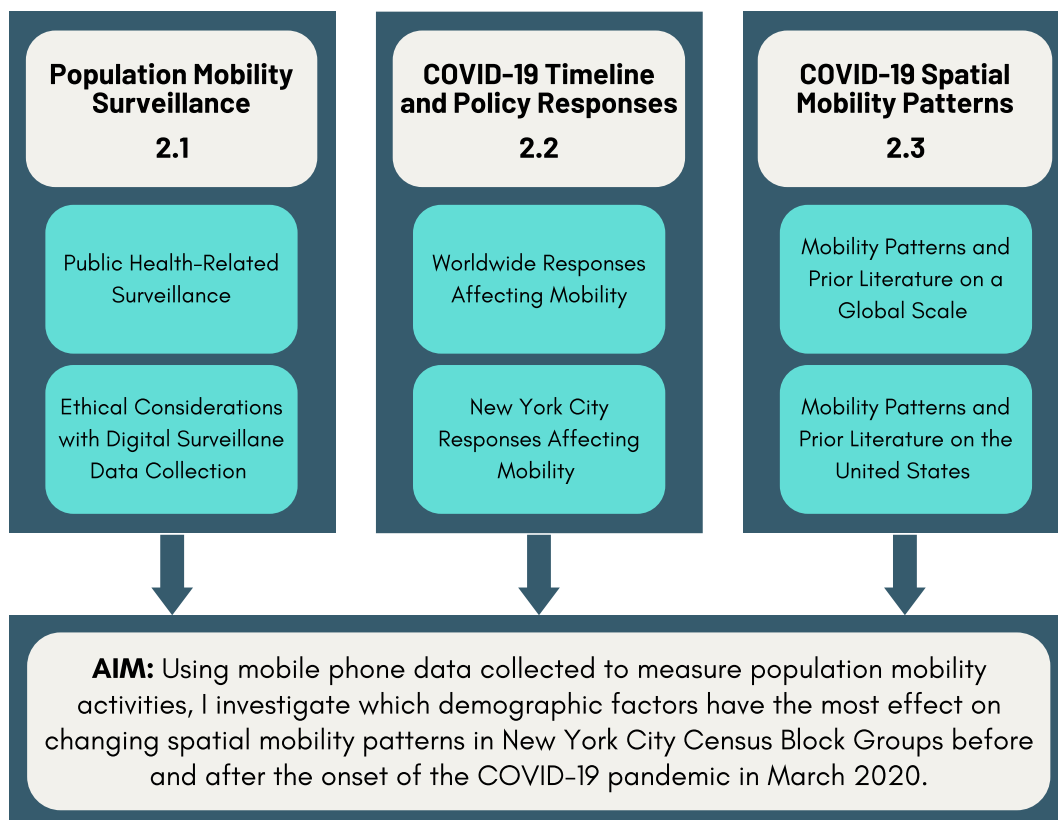 Population Mobility
Surveillance
2.1
Public Health-Related
Surveillance
Ethical Considerations
with Digital Surveillane
Data Collection
COVID-19 Timeline
and Policy Responses
2.2
Worldwide Responses
Affecting Mobility
New York City
Responses Affecting
Mobility
COVID-19 Spatial
Mobility Patterns
2.3
Mobility Patterns and
Prior Literature on a
Global Scale
Mobility Patterns and
Prior Literature on the
United States
AIM: Using mobile phone data collected to measure population mobility
activities, I investigate which demographic factors have the most effect on
changing spatial mobility patterns in New York City Census Block Groups before
and after the onset of the COVID-19 pandemic in March 2020.